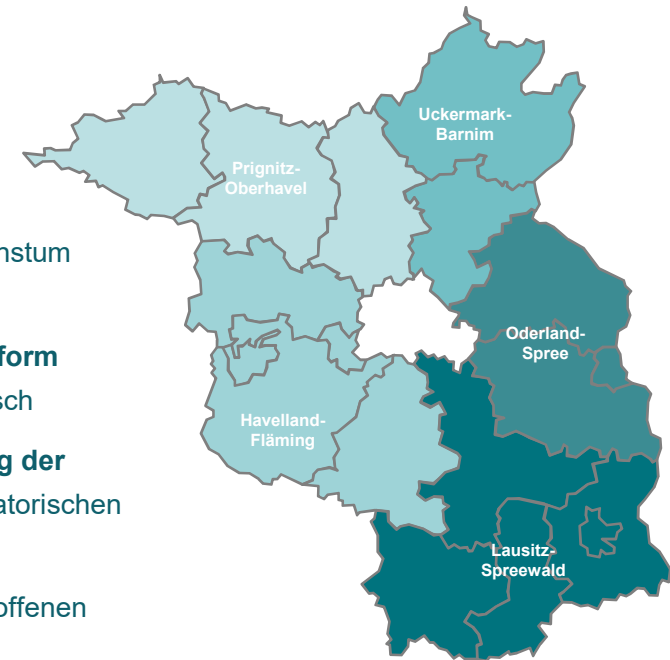 Uckermark-
Barnim
Prignitz-
Oberhavel
Oderland-
Spree
Havelland-
Fläming
Lausitz-
Spreewald
nstum
form
sch
g der
atorischen
offenen